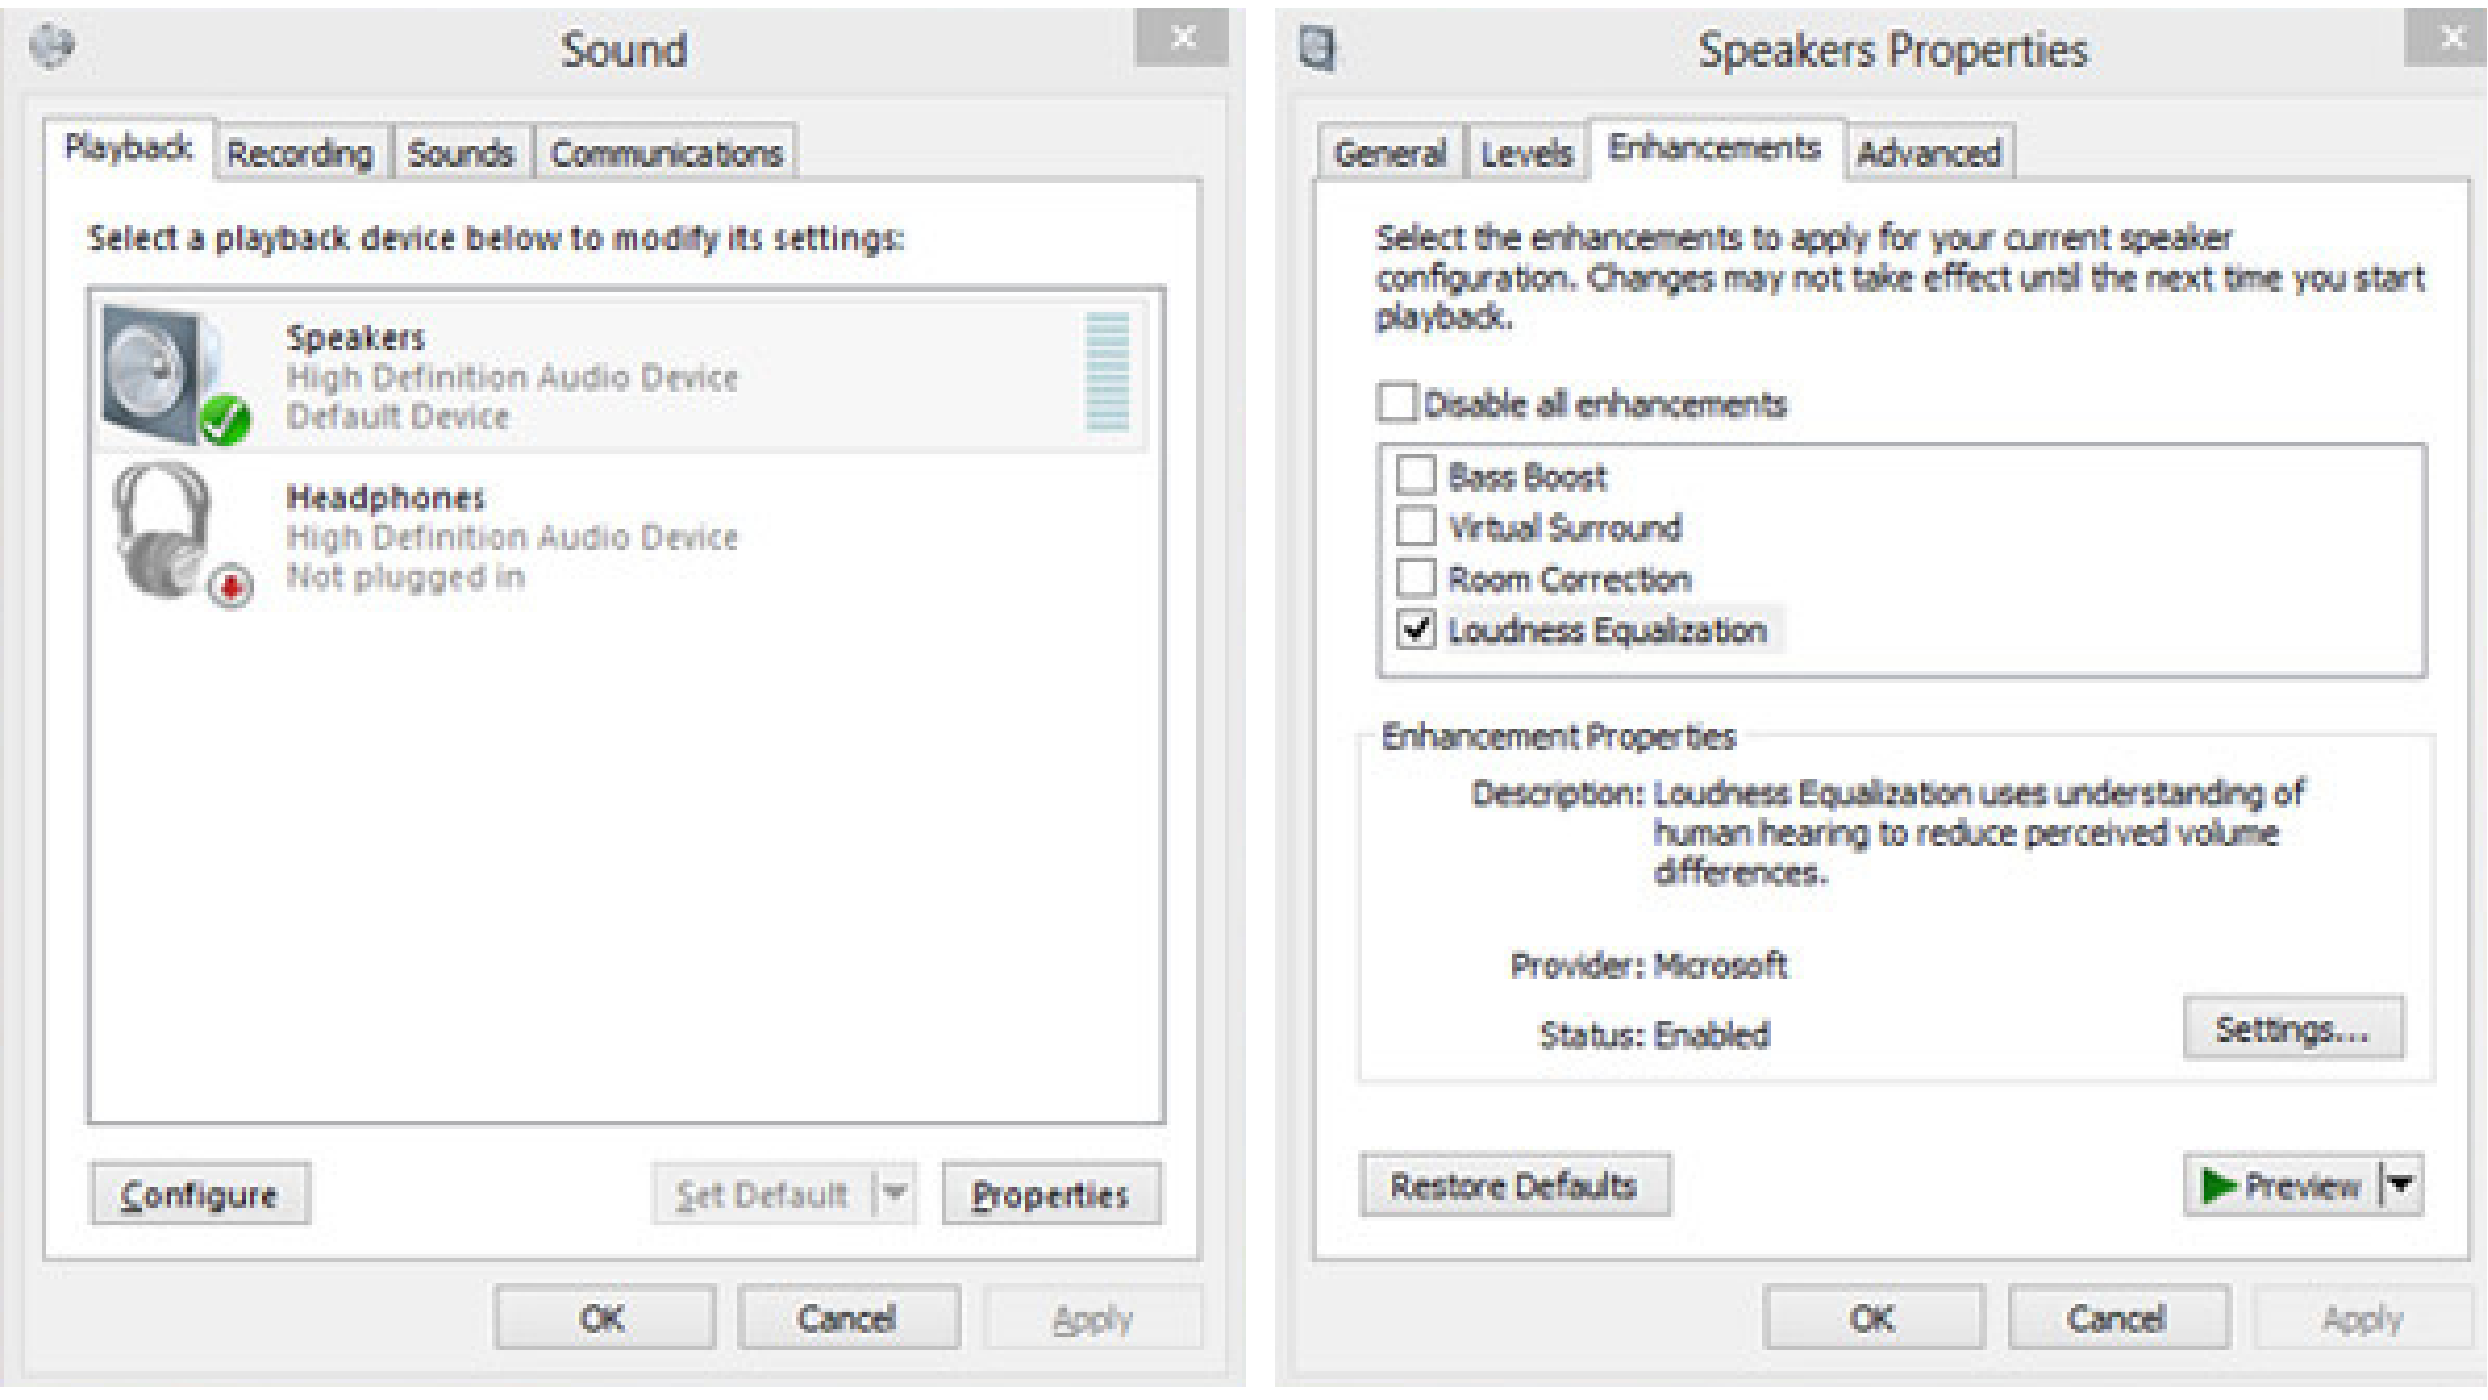 Sound
Playback Recording Sounds Communications
Select a playback device below to modify its settings:
Speakers
High Definition Audio Device
Default Device
Headphones
High Definition Audio Device
Not plugged in
Configure Set Default Properties
OK Cancel Apply
Speakers Properties
General Levels Enhancements Advanced
Select the enhancements to apply for your current speaker
configuration. Changes may not take effect until the next time you start
playback.
Disable all enhancements
Bass Boost
Virtual Surround
Room Correction
Loudness Equalization
Enhancement Properties
Description: Loudness Equalization uses understanding of
human hearing to reduce perceived volume
differences.
Provider: Microsoft
Status: Enabled
Settings...
Restore Defaults Preview
OK Cancel Apply